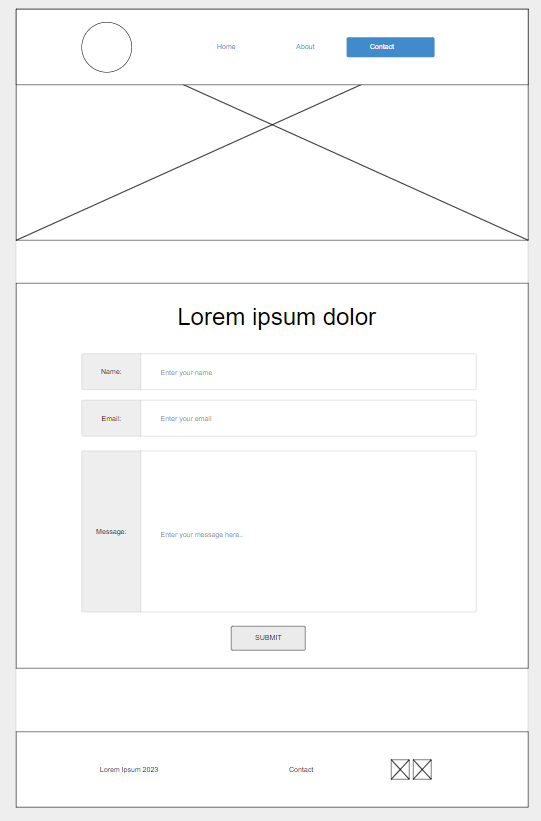 Home
About
Contact
Lorem ipsum dolor
Name:
Enter your name
Email:
Enter your email
Message:
Enter your message here..
SUBMIT
Lorem Ipsum 2023
Contact